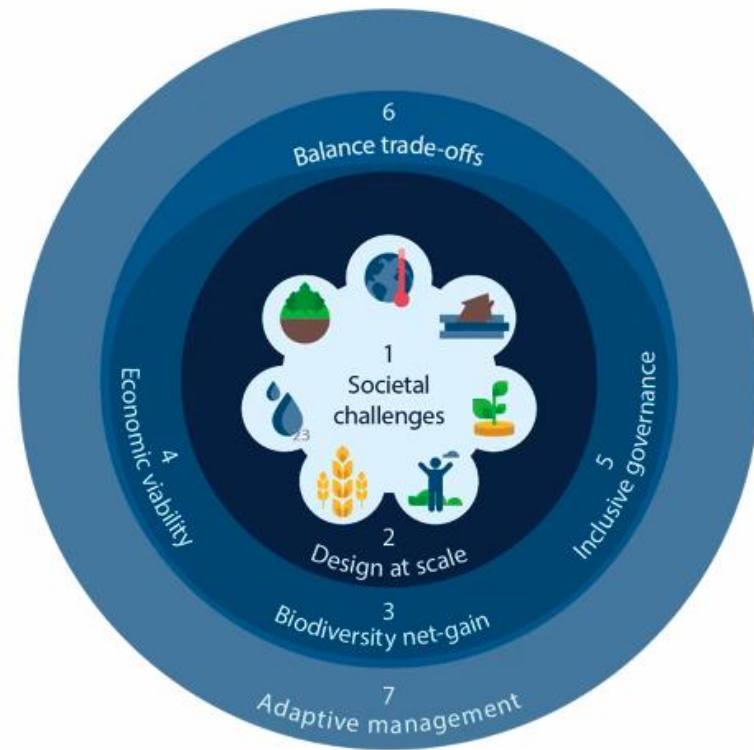 6
Balance trade-offs
1
Societal
challenges
23
4
Economic viability
5
Inclusive governance
2
Design at scale
3
Biodiversity net-gain
7
Adaptive management